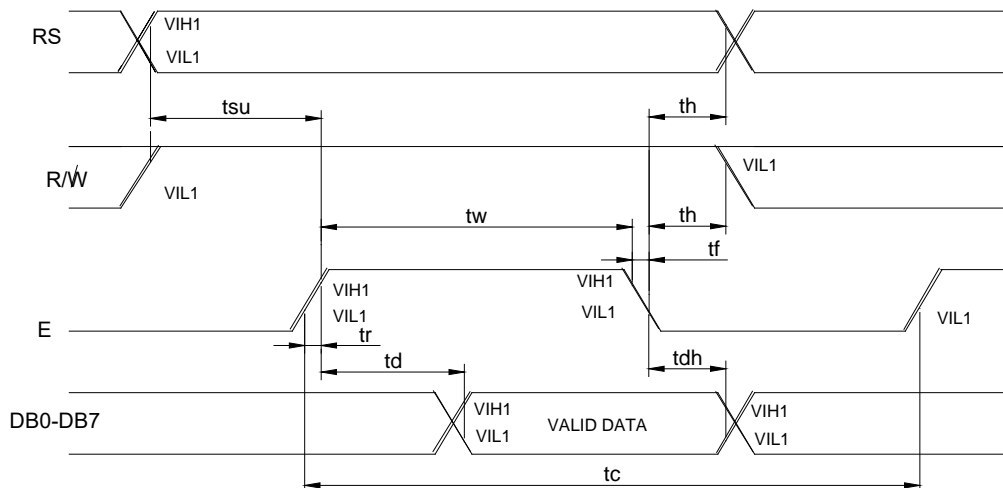 RS
VIH1
VIL1
tsu
th
R/W
VIL1
VIL1
tw
th
tf
VIH1
VIH1
E
VIL1
VIL1
VIL1
tr
td
tdh
DB0-DB7
VIH1
VIL1
VALID DATA
VIH1
VIL1
tc